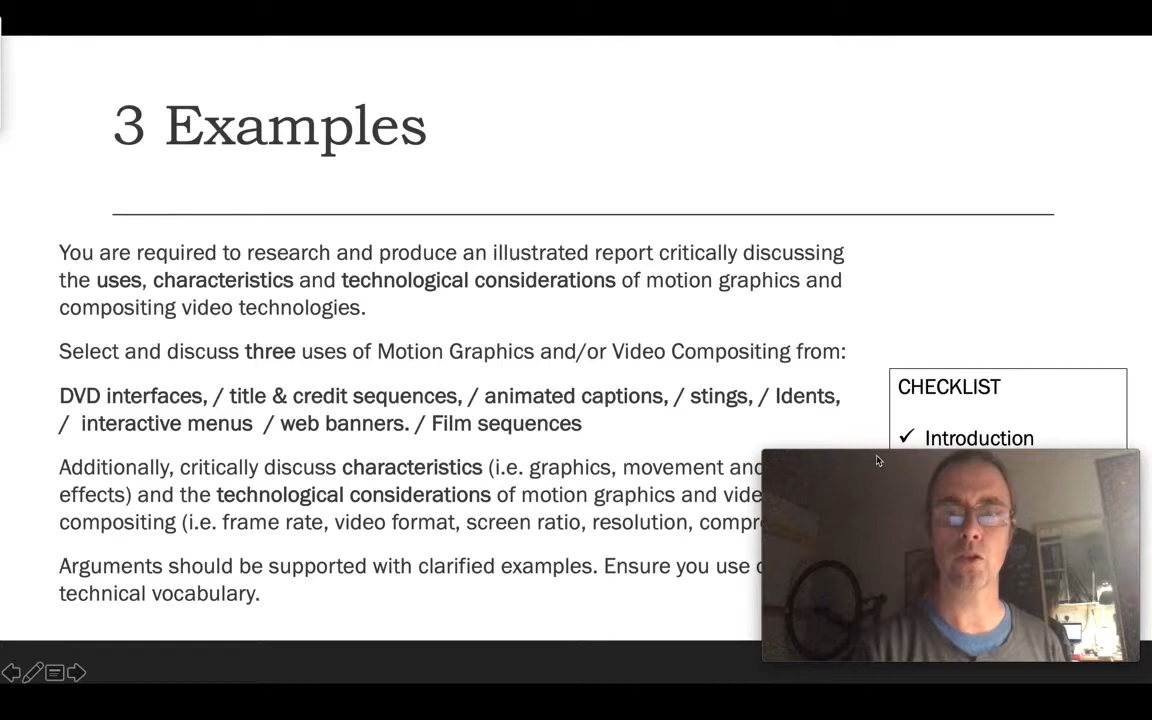 3 Examples
You are required to research and produce an illustrated report critically discussing
the uses, characteristics and technological considerations of motion graphics and
compositing video technologies.
Select and discuss three uses of Motion Graphics and/or Video Compositing from:
DVD interfaces, / title & credit sequences, / animated captions, / stings, / Idents,
/ interactive menus / web banners. / Film sequences
CHECKLIST
✓ Introduction
Additionally, critically discuss characteristics (i.e. graphics, movement and
effects) and the technological considerations of motion graphics and
compositing (i.e. frame rate, video format, screen ratio, resolution,
Arguments should be supported with clarified examples. Ensure you use
technical vocabulary.